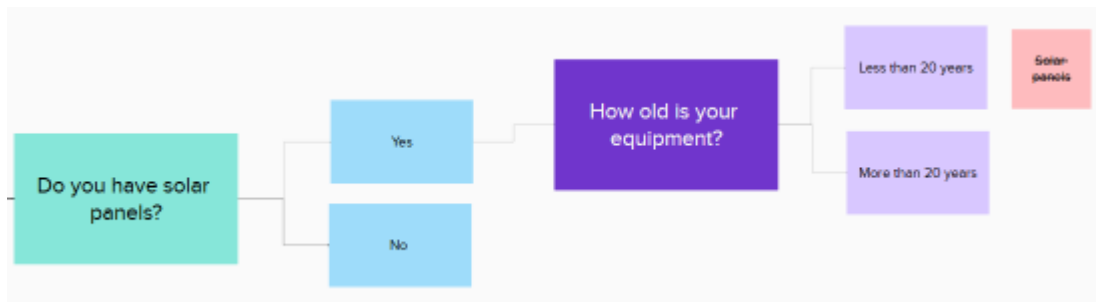 Do you have solar
panels?
Yes
No
How old is your
equipment?
Less than 20 years
More than 20 years
Solar
panels